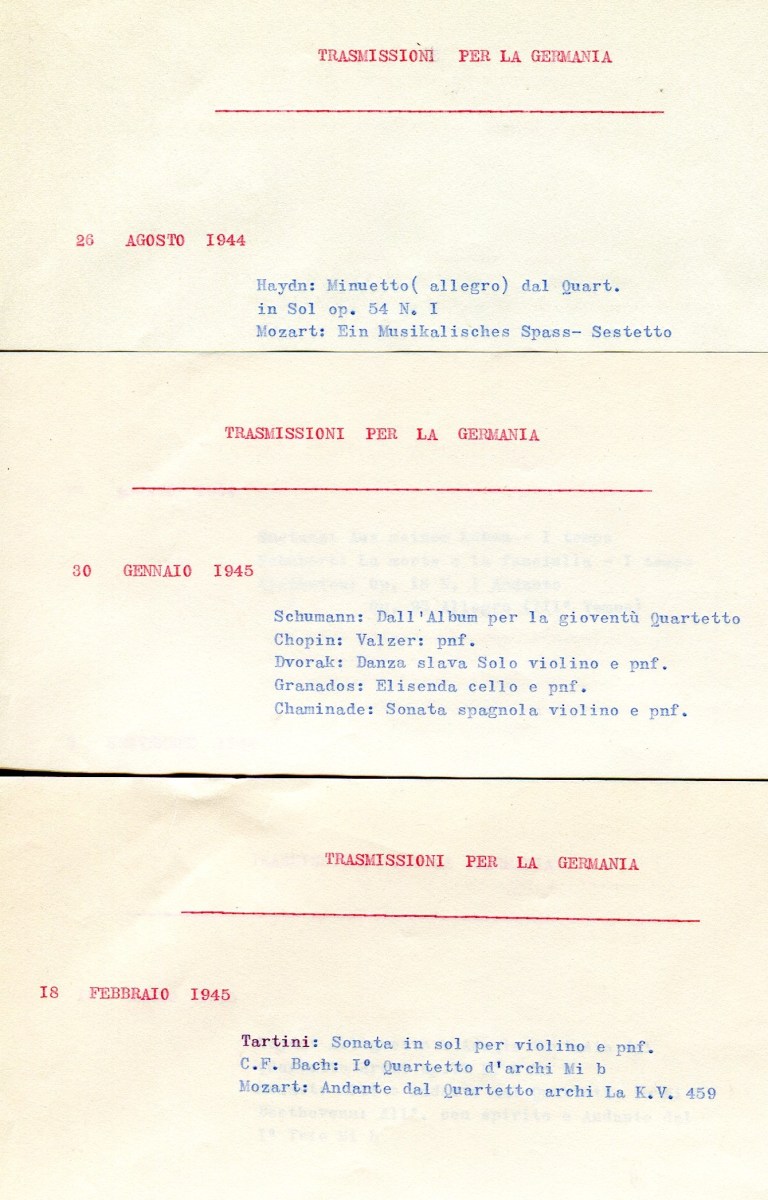 TRASMISSIONI PER LA GERMANIA
26 AGOSTO 1944
Haydn: Minuetto( allegro) dal Quart.
in Sol op. 54 N. I
Mozart: Ein Musikalisches Spass- Sestetto
TRASMISSIONI PER LA GERMANIA
30 GENNAIO 1945
Schumann: Dall'Album per la gioventù Quartetto
Chopin: Valzer: pnf.
Dvorak: Danza slava Solo violino e pnf.
Granados: Elisenda cello e pnf.
Chaminade: Sonata spagnola violino e pnf.
TRASMISSIONI PER LA GERMANIA
I8 FEBBRAIO I945
Tartini: Sonata in sol per violino e pnf.
C.F. Bach: Iº Quartetto d'archi Mi b
Mozart: Andante dal Quartetto archi La K.V. 459